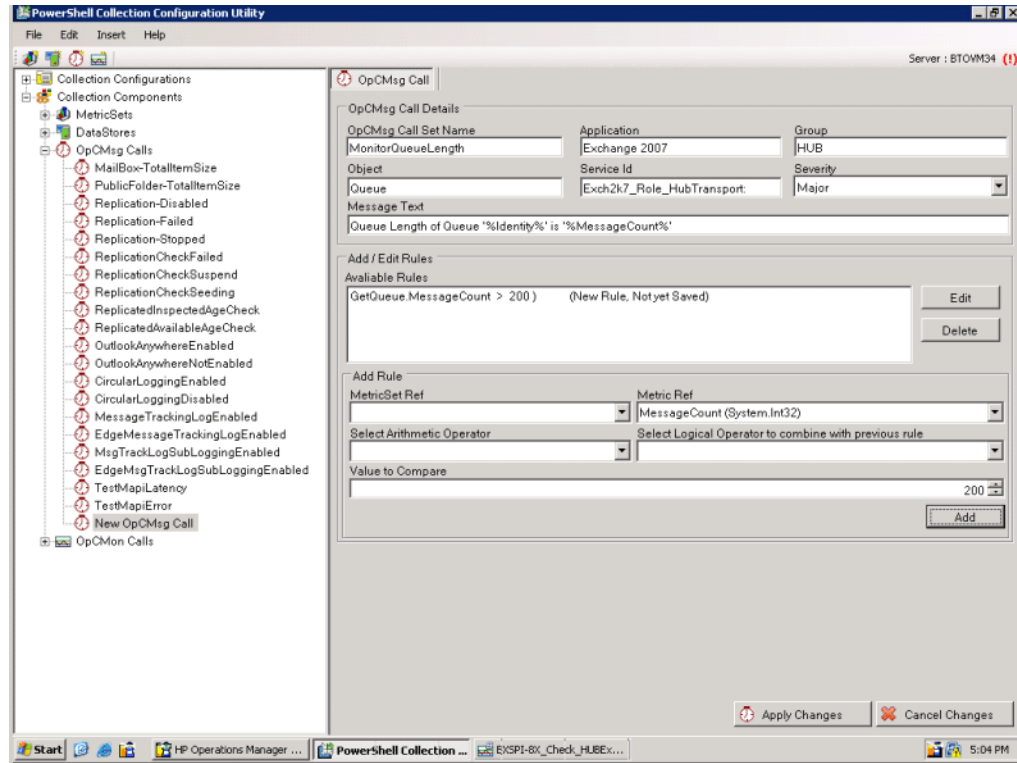 PowerShell Collection Configuration Utility
File Edit Insert Help
Server : BTOVM34 (!)
Collection Configurations
Collection Components
MetricSets
DataStores
OpCMsg Calls
MailBox-TotalItemSize
PublicFolder-TotalItemSize
Replication-Disabled
Replication-Failed
Replication-Stopped
ReplicationCheckFailed
ReplicationCheckSuspend
ReplicationCheckSeeding
ReplicatedInspectedAgeCheck
ReplicatedAvailableAgeCheck
OutlookAnywhereEnabled
OutlookAnywhereNotEnabled
CircularLoggingEnabled
CircularLoggingDisabled
MessageTrackingLogEnabled
EdgeMessageTrackingLogEnabled
MsgTrackLogSubLoggingEnabled
EdgeMsgTrackLogSubLoggingEnabled
TestMapiLatency
TestMapiError
New OpCMsg Call
OpCMon Calls
OpCMsg Call
OpCMsg Call Details
OpCMsg Call Set Name Application Group
MonitorQueueLength Exchange 2007 HUB
Object Service Id Severity
Queue Exch2k7_Role_HubTransport: Major
Message Text
Queue Length of Queue '%Identity%' is '%MessageCount%'
Add / Edit Rules
Avaliable Rules
GetQueue.MessageCount > 200 ) (New Rule, Not yet Saved)
Edit
Delete
Add Rule
MetricSet Ref Metric Ref
MessageCount (System.Int32)
Select Arithmetic Operator Select Logical Operator to combine with previous rule
Value to Compare
200
Add
Apply Changes Cancel Changes
Start HP Operations Manager ... PowerShell Collection ... EXSPI-8X_Check_HUBEx... 5:04 PM